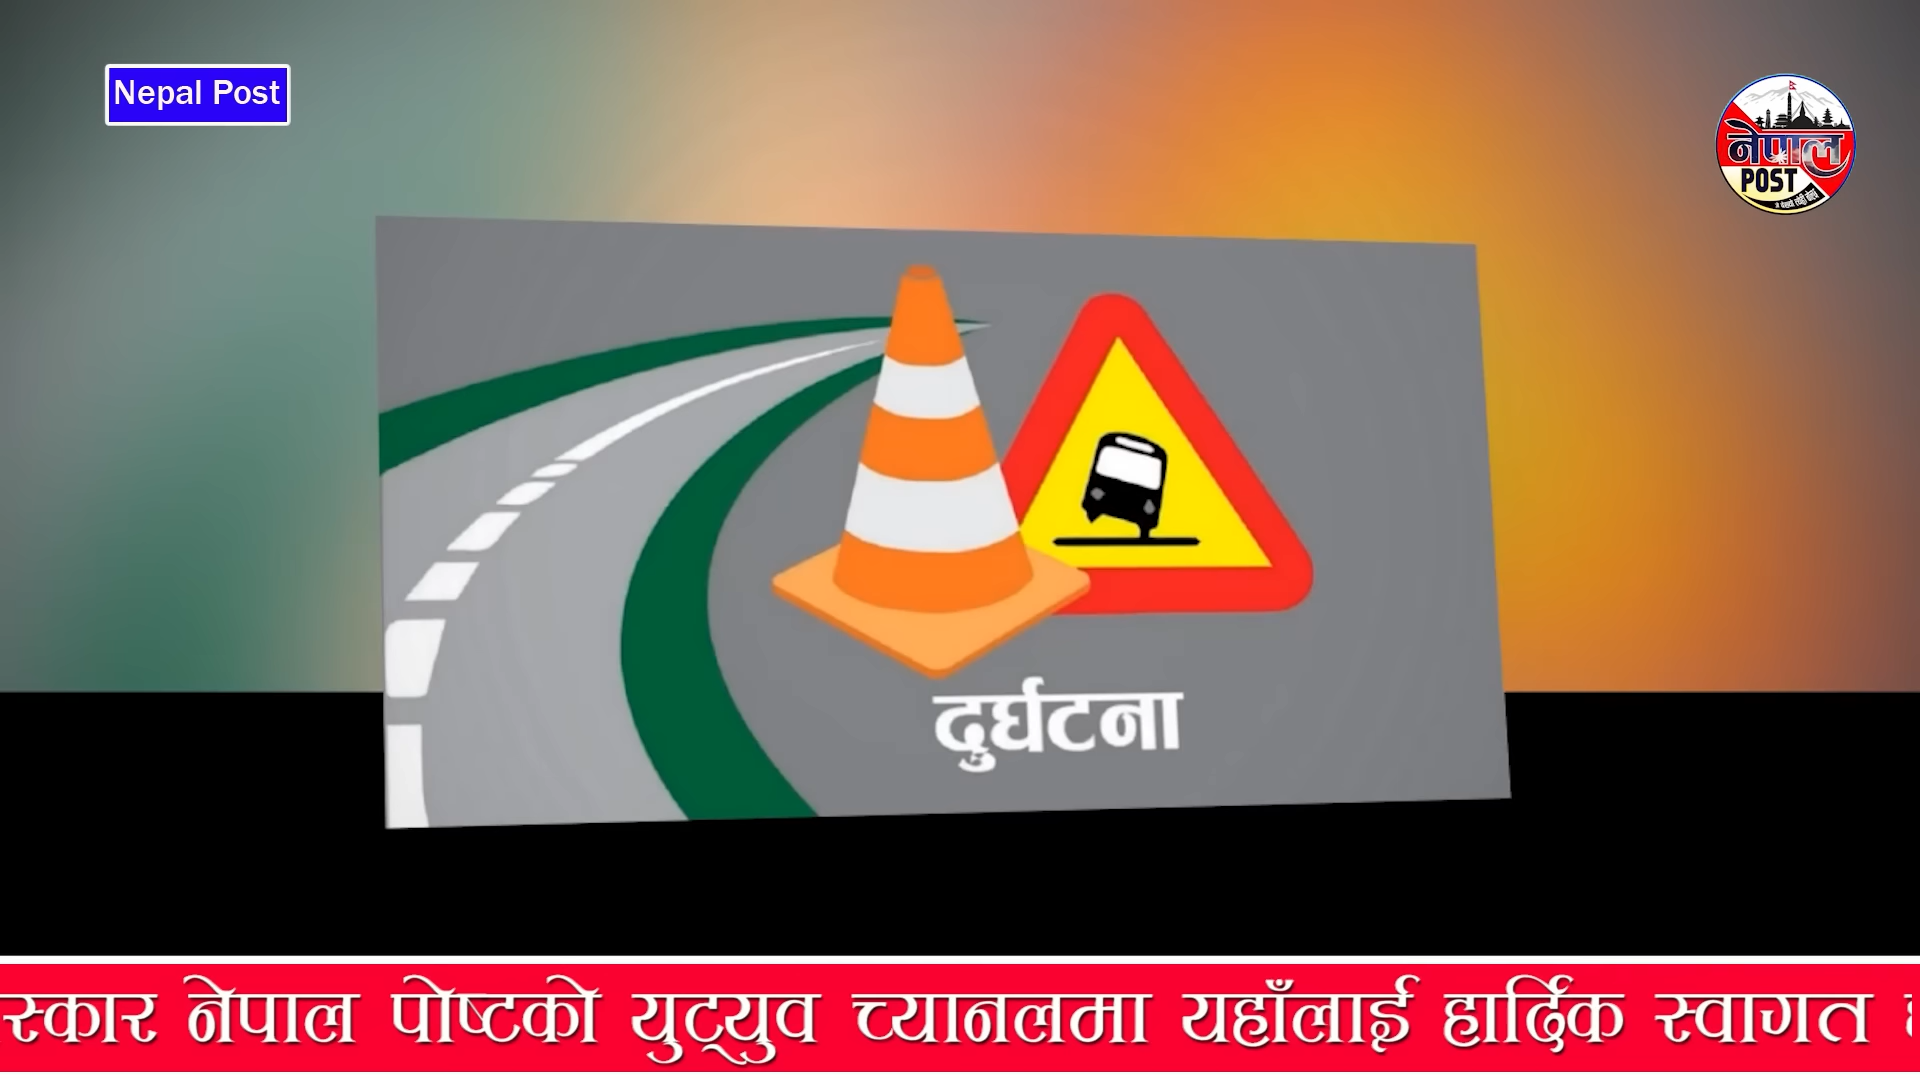 Nepal Post
नेपाल
POST
दुर्घटना
स्कार नेपाल पोष्टको युट्युव च्यानलमा यहाँलाई हार्दिक स्वागत